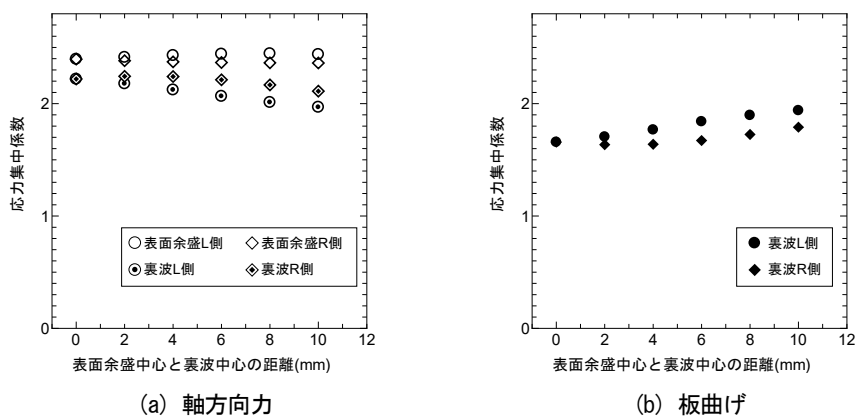 応力集中係数
2
1
0
0 2 4 6 8 10 12
表面余盛中心と裏波中心の距離(mm)
表面余盛L側 表面余盛R側
裏波L側 裏波R側
(a) 軸方向力
応力集中係数
2
1
0
0 2 4 6 8 10 12
表面余盛中心と裏波中心の距離(mm)
裏波L側
裏波R側
(b) 板曲げ